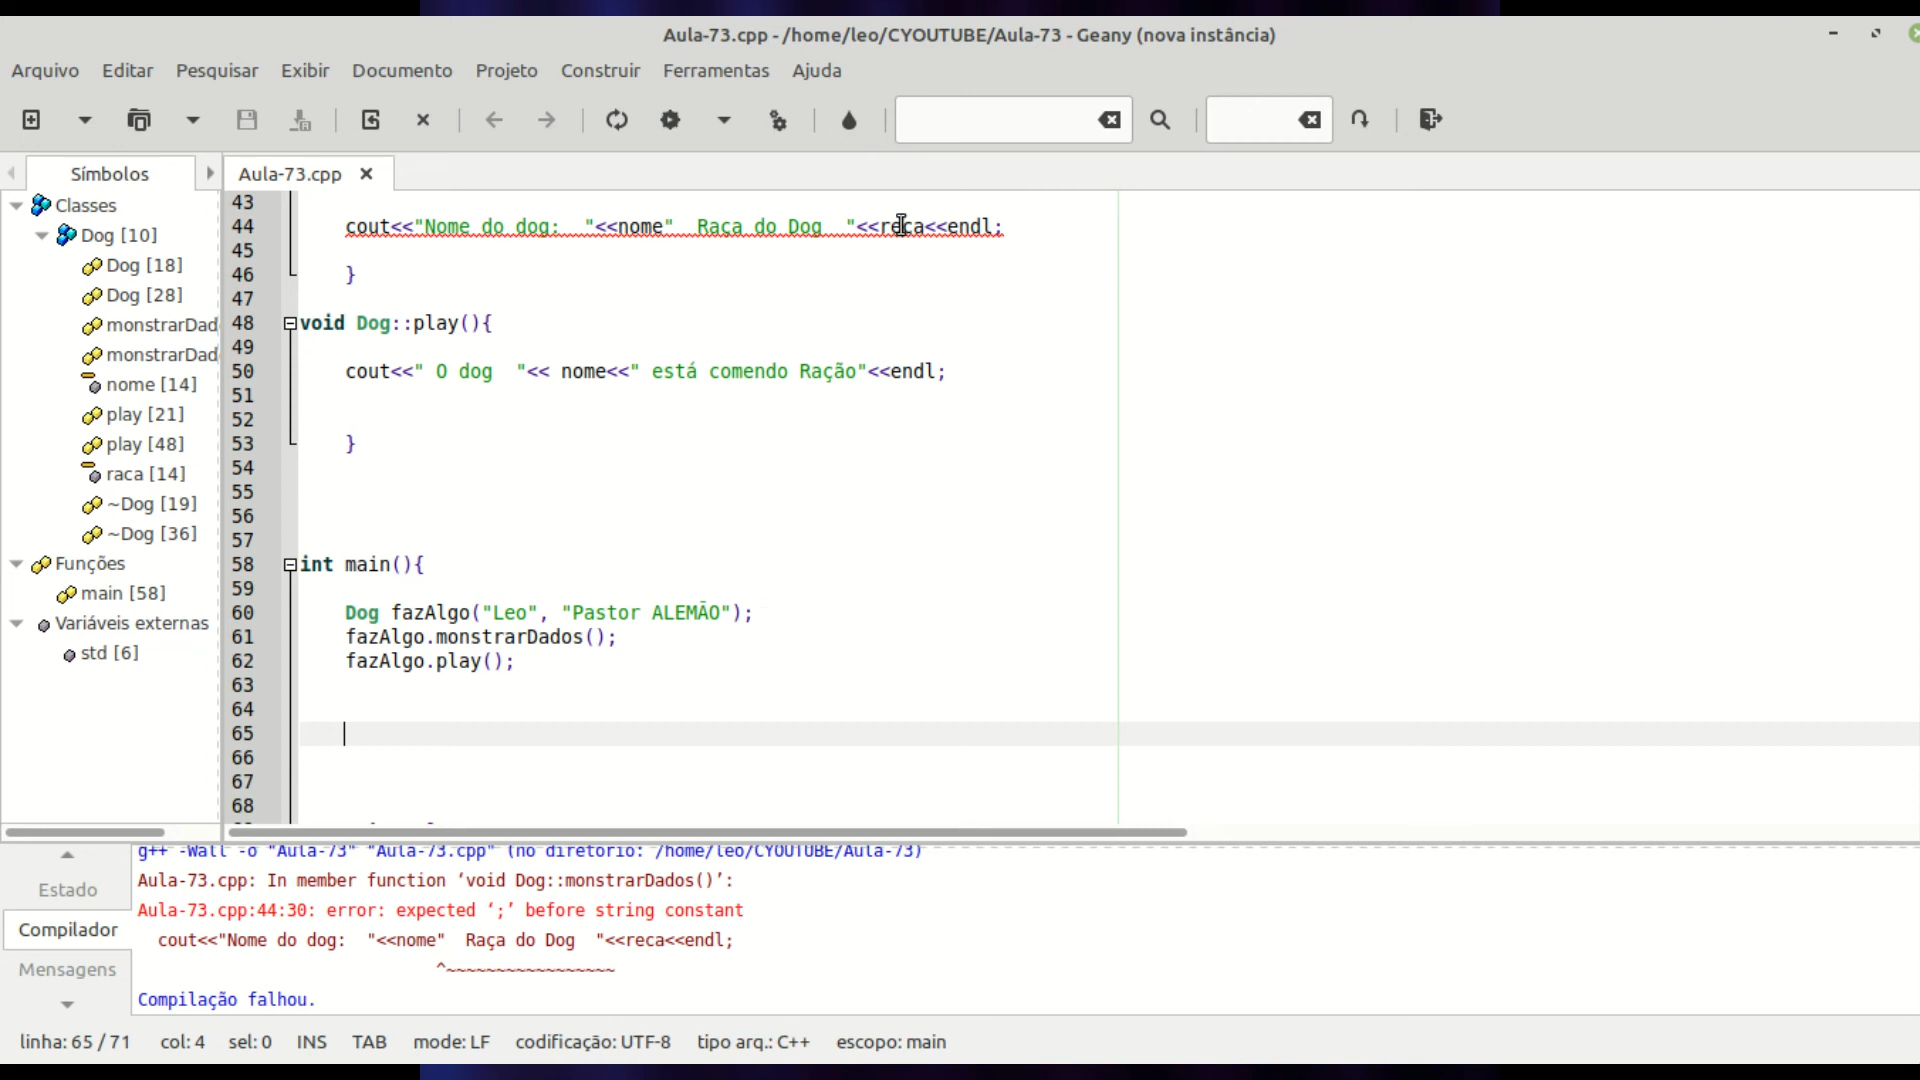 Aula-73.cpp - /home/leo/CYOUTUBE/Aula-73 - Geany (nova instância)
Arquivo Editar Pesquisar Exibir Documento Projeto Construir Ferramentas Ajuda
Símbolos
Classes
Dog [10]
Dog [18]
Dog [28]
monstrarDad
monstrarDad
nome [14]
play [21]
play [48]
raca [14]
~Dog [19]
~Dog [36]
Funções
main [58]
Variáveis externas
std [6]
Aula-73.cpp
43
44 cout<<"Nome do dog:  "<<nome"  Raça do Dog  "<<reca<<endl;
45
46 }
47
48 void Dog::play(){
49
50 cout<<" O dog  "<< nome<<" está comendo Ração"<<endl;
51
52
53 }
54
55
56
57
58 int main(){
59
60 Dog fazAlgo("Leo", "Pastor ALEMÃO");
61 fazAlgo.monstrarDados();
62 fazAlgo.play();
63
64
65
66
67
68
Estado
Compilador
Mensagens
g++ -Wall -o "Aula-73" "Aula-73.cpp" (no diretório: /home/leo/CYOUTUBE/Aula-73)
Aula-73.cpp: In member function ‘void Dog::monstrarDados()’:
Aula-73.cpp:44:30: error: expected ‘;’ before string constant
cout<<"Nome do dog:  "<<nome"  Raça do Dog  "<<reca<<endl;
^~~~~~~~~~~~~~~~~~
Compilação falhou.
linha: 65 / 71 col: 4 sel: 0 INS TAB mode: LF codificação: UTF-8 tipo arq.: C++ escopo: main